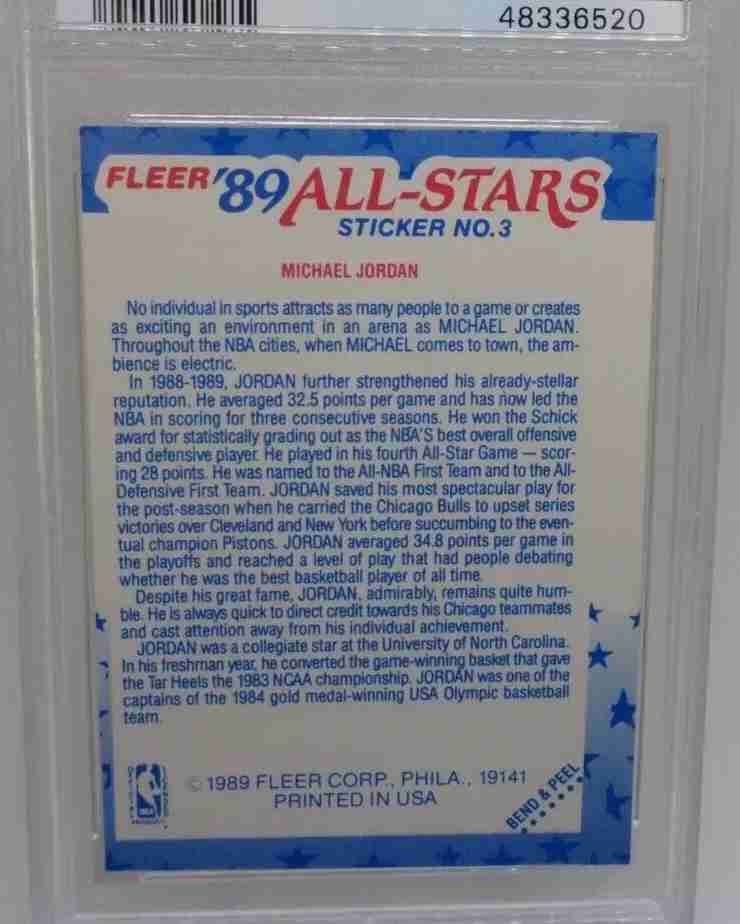 48336520
FLEER '89 ALL-STARS
STICKER NO.3
MICHAEL JORDAN
No individual in sports attracts as many people to a game or creates
as exciting an environment in an arena as MICHAEL JORDAN.
Throughout the NBA cities, when MICHAEL comes to town, the am-
bience is electric.
In 1988-1989, JORDAN further strengthened his already-stellar
reputation. He averaged 32.5 points per game and has now led the
NBA in scoring for three consecutive seasons. He won the Schick
award for statistically grading out as the NBA'S best overall offensive
and defensive player. He played in his fourth All-Star Game — scor-
ing 28 points. He was named to the All-NBA First Team and to the All-
Defensive First Team. JORDAN saved his most spectacular play for
the post-season when he carried the Chicago Bulls to upset series
victories over Cleveland and New York before succumbing to the even-
tual champion Pistons. JORDAN averaged 34.8 points per game in
the playoffs and reached a level of play that had people debating
whether he was the best basketball player of all time.
Despite his great fame, JORDAN, admirably, remains quite hum-
ble. He is always quick to direct credit towards his Chicago teammates
and cast attention away from his individual achievement.
JORDAN was a collegiate star at the University of North Carolina.
In his freshman year, he converted the game-winning basket that gave
the Tar Heels the 1983 NCAA championship. JORDAN was one of the
captains of the 1984 gold medal-winning USA Olympic basketball
team.
© 1989 FLEER CORP., PHILA., 19141
PRINTED IN USA
BEND & PEEL